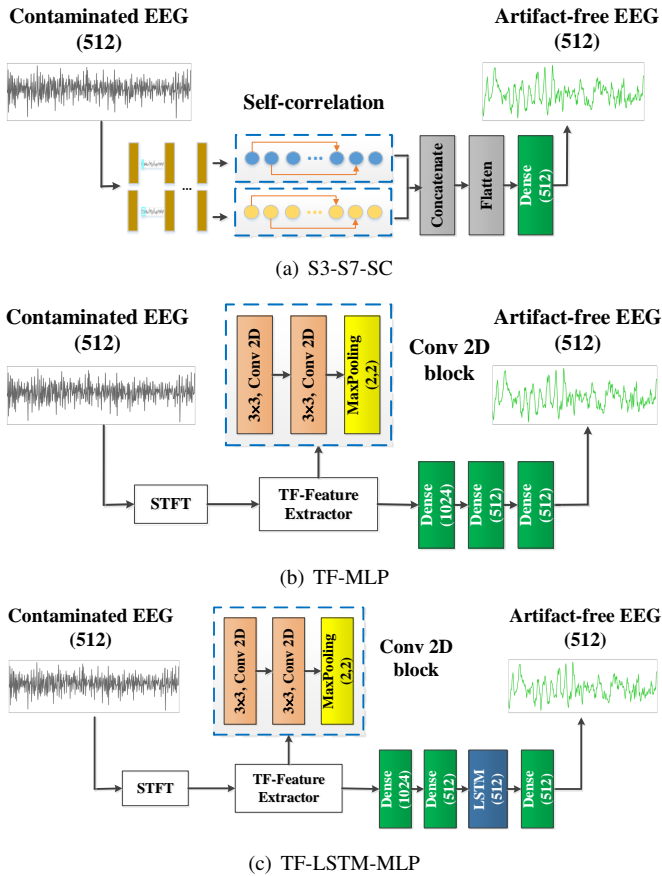 Contaminated EEG
(512)
Artifact-free EEG
(512)
Self-correlation
...
Concatenate
Flatten
Dense
(512)
(a) S3-S7-SC
Contaminated EEG
(512)
3×3, Conv 2D
3×3, Conv 2D
MaxPooling
(2,2)
Conv 2D
block
Artifact-free EEG
(512)
STFT
TF-Feature
Extractor
Dense
(1024)
Dense
(512)
Dense
(512)
(b) TF-MLP
Contaminated EEG
(512)
3×3, Conv 2D
3×3, Conv 2D
MaxPooling
(2,2)
Conv 2D
block
Artifact-free EEG
(512)
STFT
TF-Feature
Extractor
Dense
(1024)
Dense
(512)
LSTM
(512)
Dense
(512)
(c) TF-LSTM-MLP